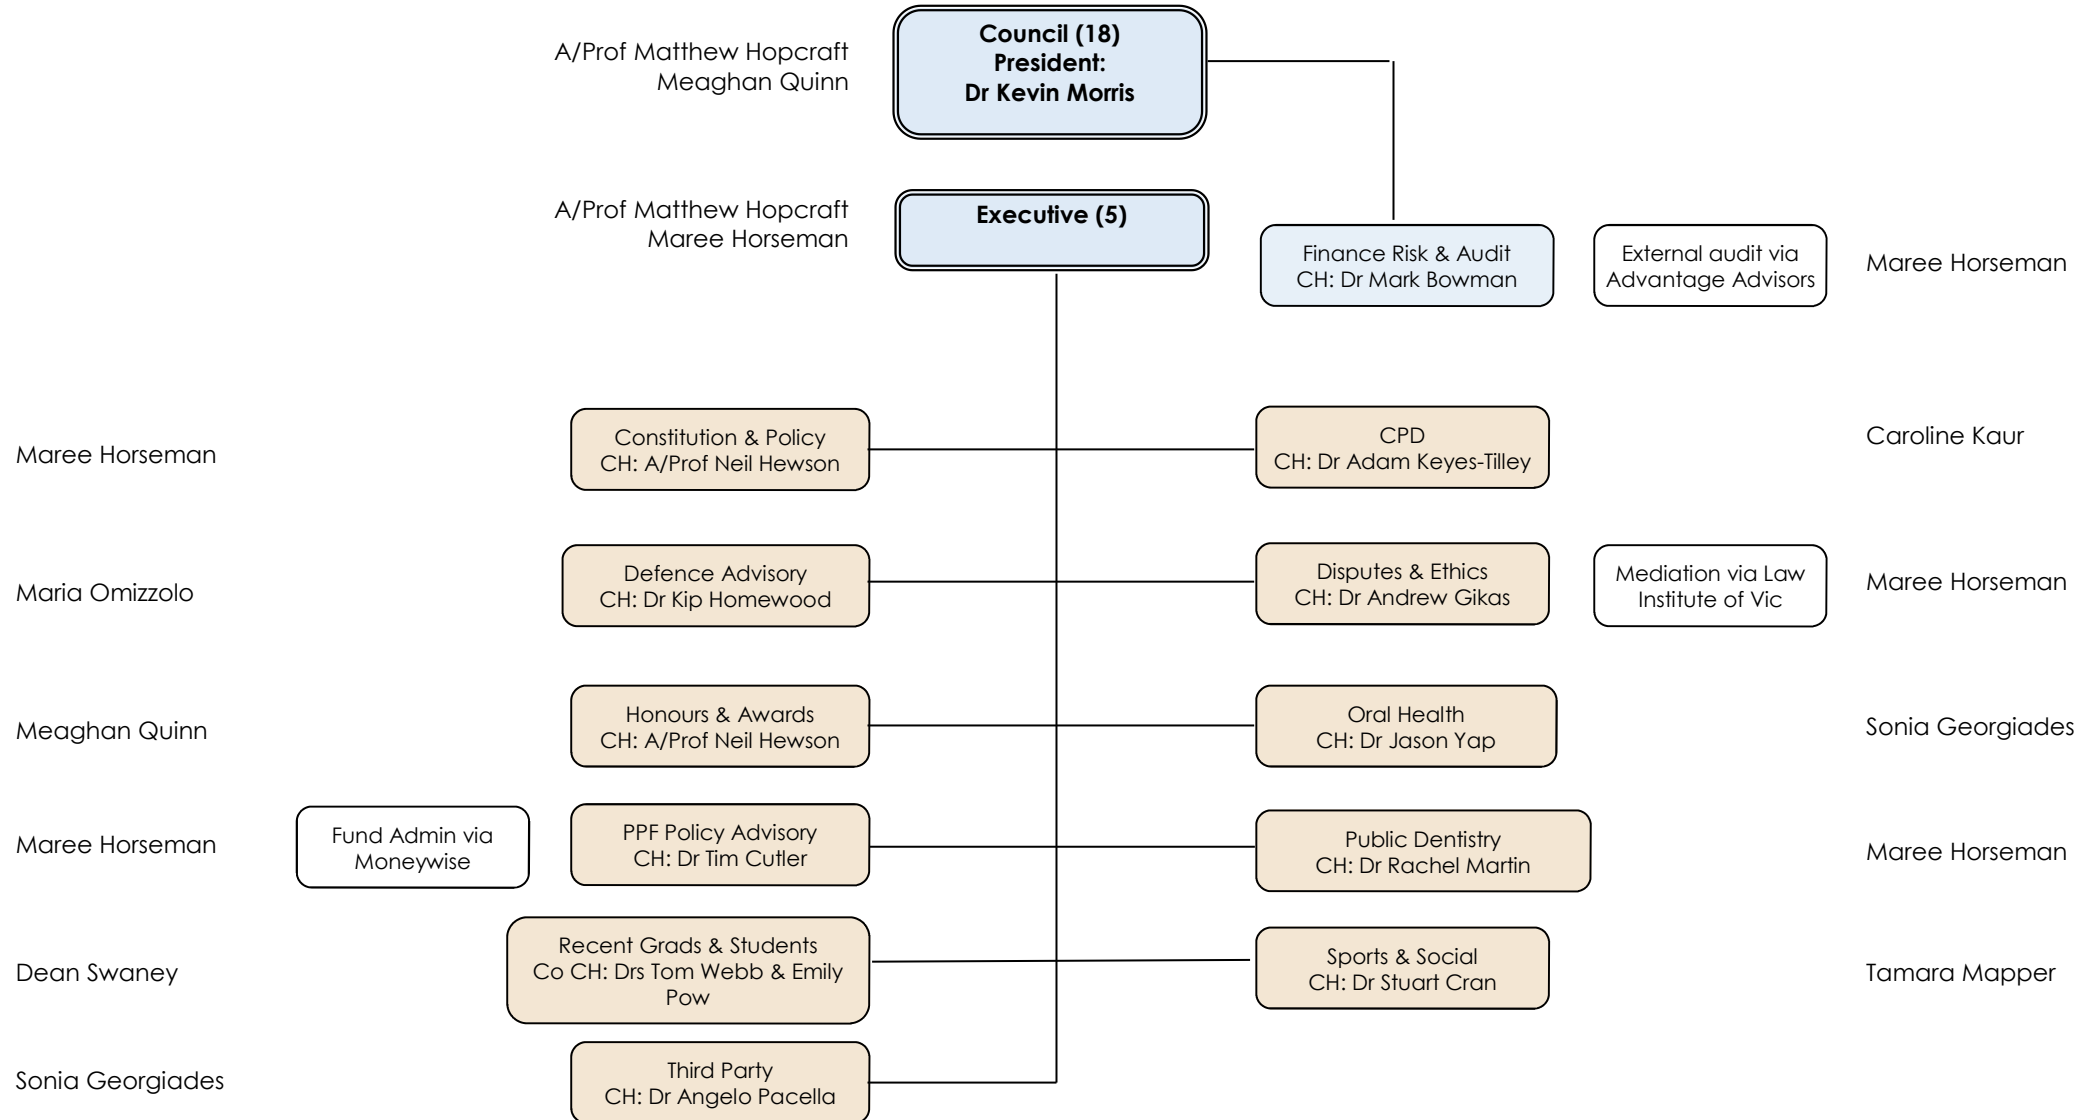 A/Prof Matthew Hopcraft
Meaghan Quinn
Council (18)
President:
Dr Kevin Morris
A/Prof Matthew Hopcraft
Maree Horseman
Executive (5)
Finance Risk & Audit
CH: Dr Mark Bowman
External audit via
Advantage Advisors
Maree Horseman
Maree Horseman
Constitution & Policy
CH: A/Prof Neil Hewson
CPD
CH: Dr Adam Keyes-Tilley
Caroline Kaur
Maria Omizzolo
Defence Advisory
CH: Dr Kip Homewood
Disputes & Ethics
CH: Dr Andrew Gikas
Mediation via Law
Institute of Vic
Maree Horseman
Meaghan Quinn
Honours & Awards
CH: A/Prof Neil Hewson
Oral Health
CH: Dr Jason Yap
Sonia Georgiades
Maree Horseman
Fund Admin via
Moneywise
PPF Policy Advisory
CH: Dr Tim Cutler
Public Dentistry
CH: Dr Rachel Martin
Maree Horseman
Dean Swaney
Recent Grads & Students
Co CH: Drs Tom Webb & Emily
Pow
Sports & Social
CH: Dr Stuart Cran
Tamara Mapper
Sonia Georgiades
Third Party
CH: Dr Angelo Pacella